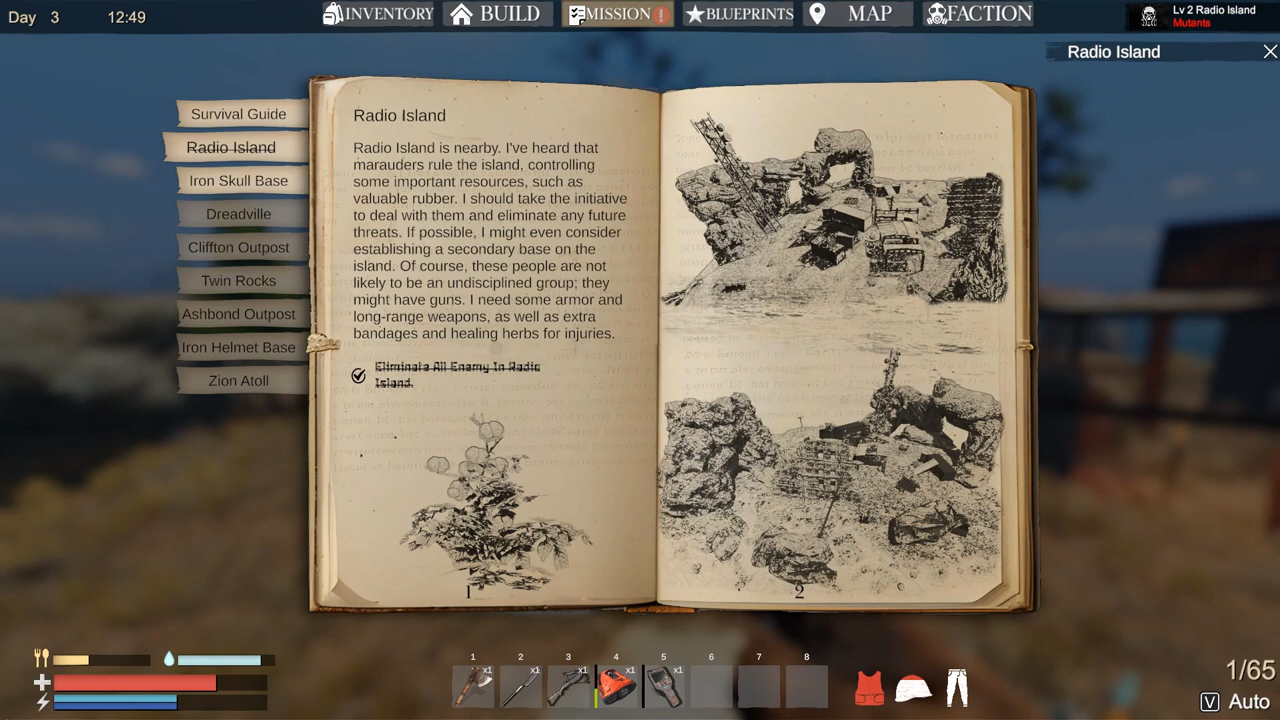 Day 3 12:49
INVENTORY BUILD MISSION ! BLUEPRINTS MAP FACTION
Lv 2 Radio Island
Mutants
Radio Island
Survival Guide
Radio Island
Iron Skull Base
Dreadville
Cliffton Outpost
Twin Rocks
Ashbond Outpost
Iron Helmet Base
Zion Atoll
Radio Island
Radio Island is nearby. I've heard that
marauders rule the island, controlling
some important resources, such as
valuable rubber. I should take the initiative
to deal with them and eliminate any future
threats. If possible, I might even consider
establishing a secondary base on the
island. Of course, these people are not
likely to be an undisciplined group; they
might have guns. I need some armor and
long-range weapons, as well as extra
bandages and healing herbs for injuries.
Eliminate All Enemy In Radio
Island.
1
2
1 2 3 4 5 6 7 8
x1 x1 x1 x1 x1
1/65
V Auto